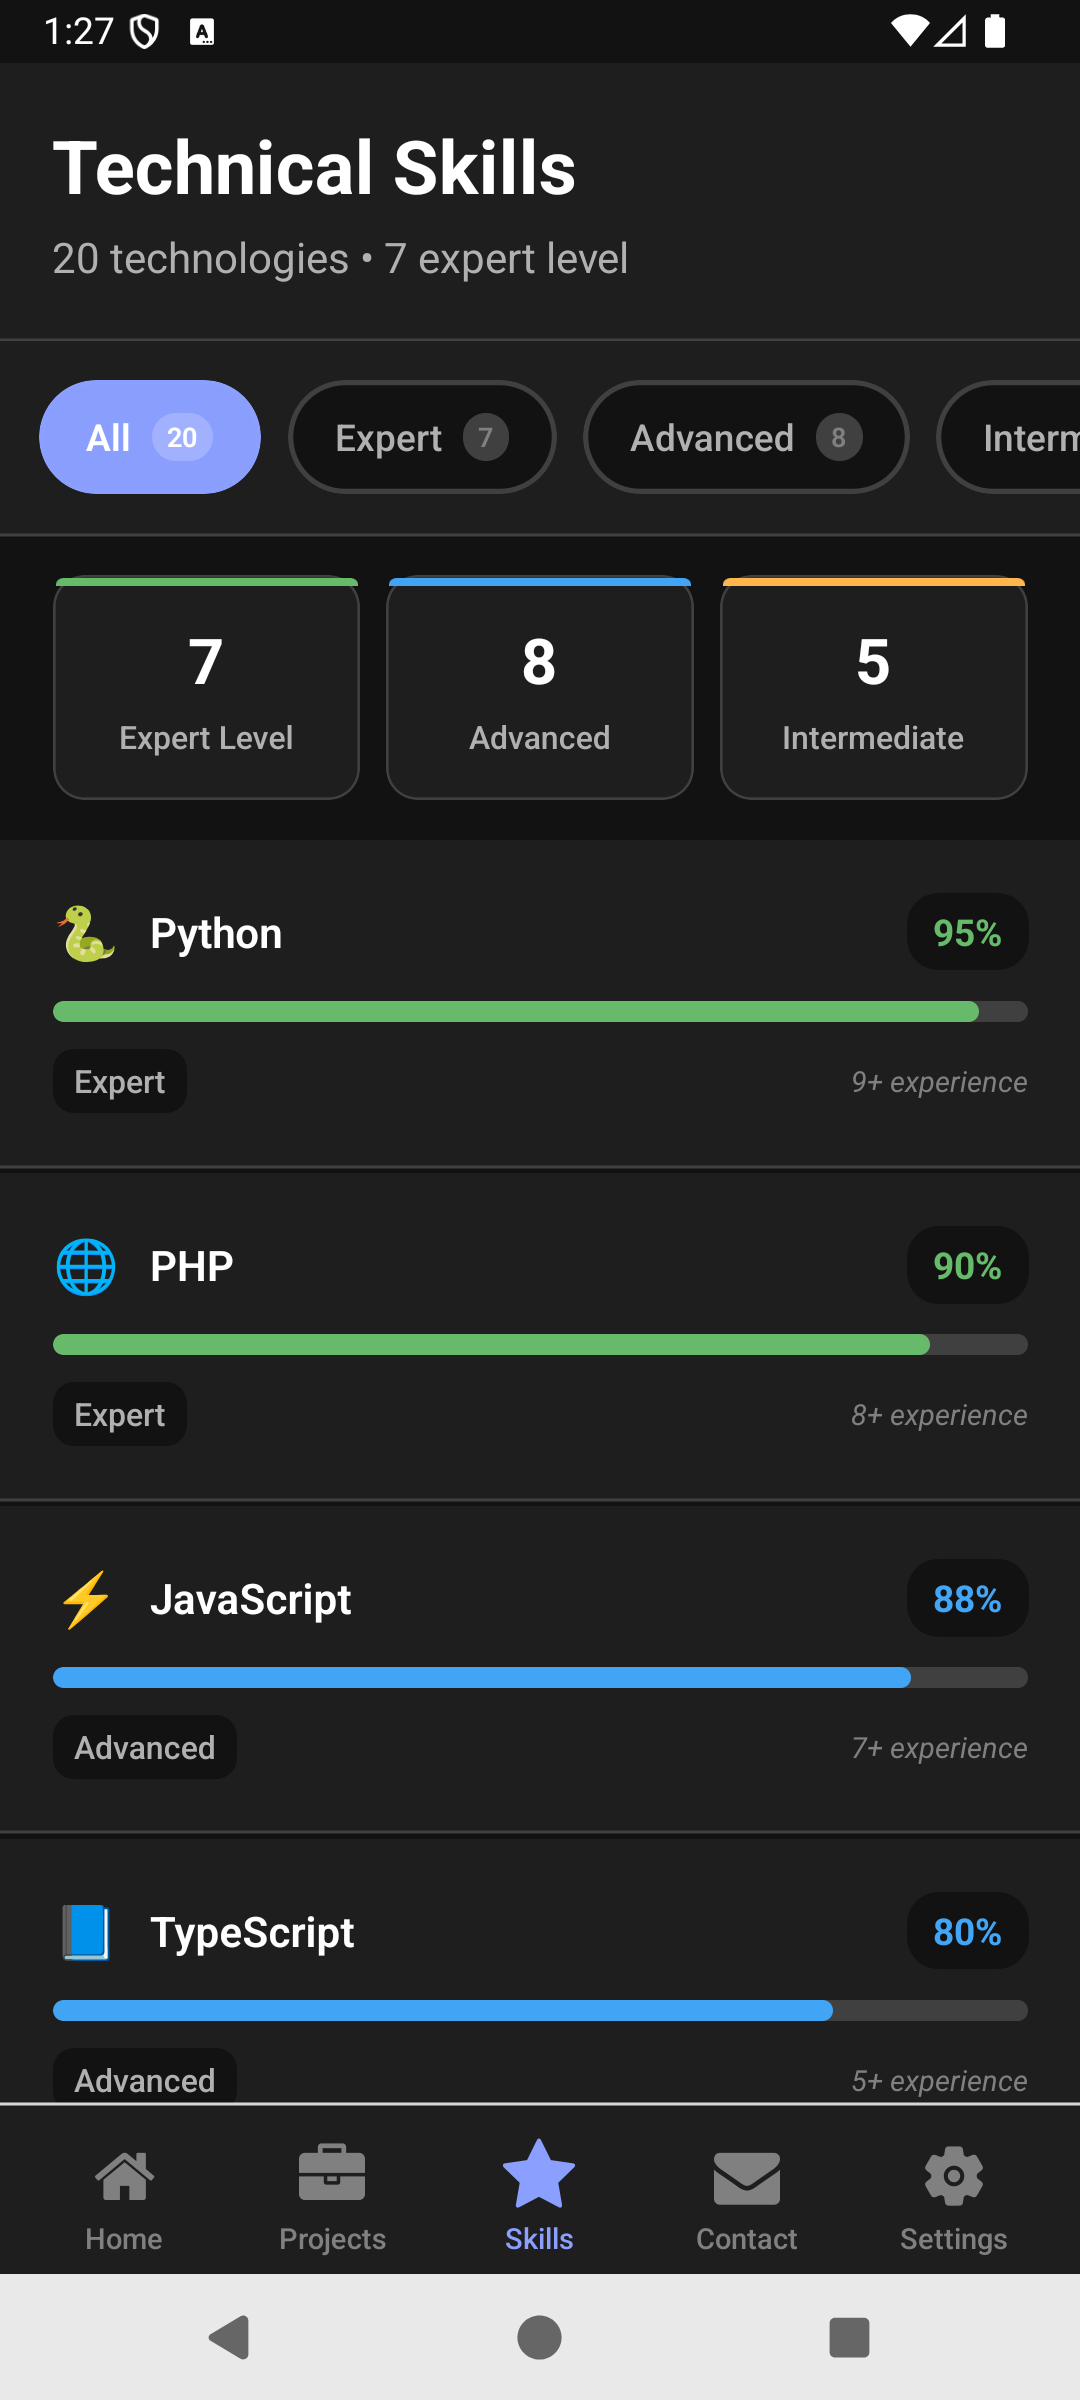 1:27
Technical Skills
20 technologies • 7 expert level
All 20 Expert 7 Advanced 8 Interm
7 8 5
Expert Level Advanced Intermediate
Python 95%
Expert 9+ experience
PHP 90%
Expert 8+ experience
JavaScript 88%
Advanced 7+ experience
TypeScript 80%
Advanced 5+ experience
Home Projects Skills Contact Settings